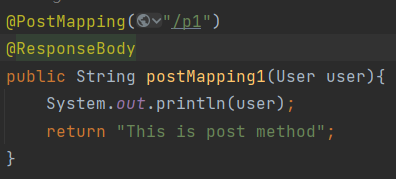 @PostMapping("/p1")
@ResponseBody
public String postMapping1(User user){
    System.out.println(user);
    return "This is post method";
}